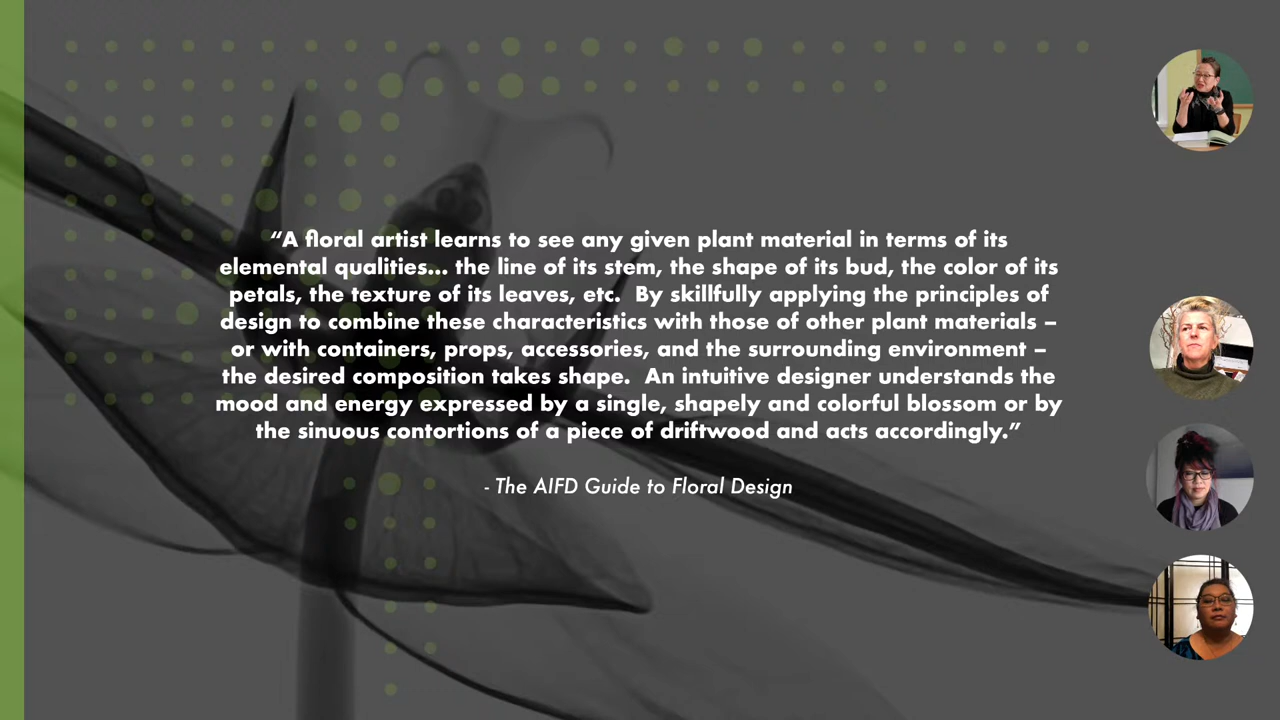 “A floral artist learns to see any given plant material in terms of its
elemental qualities... the line of its stem, the shape of its bud, the color of its
petals, the texture of its leaves, etc.  By skillfully applying the principles of
design to combine these characteristics with those of other plant materials –
or with containers, props, accessories, and the surrounding environment –
the desired composition takes shape.  An intuitive designer understands the
mood and energy expressed by a single, shapely and colorful blossom or by
the sinuous contortions of a piece of driftwood and acts accordingly.”
- The AIFD Guide to Floral Design